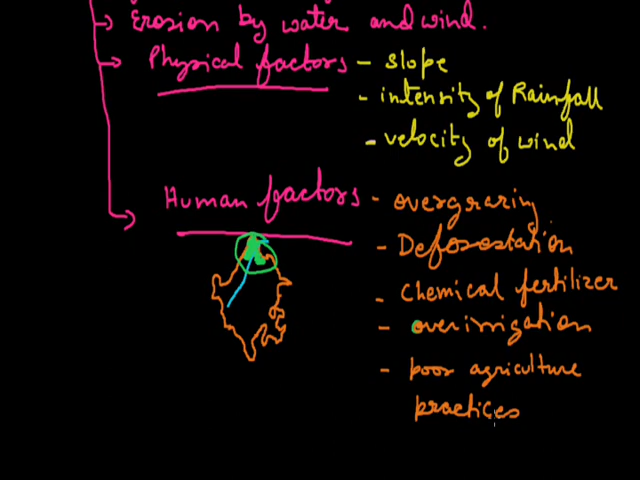 Erosion by water and wind.
Physical factors - slope
- intensity of Rainfall
- velocity of wind
Human factors - overgrazing
- Deforestation
- chemical fertilizer
- overirrigation
- poor agriculture
practices